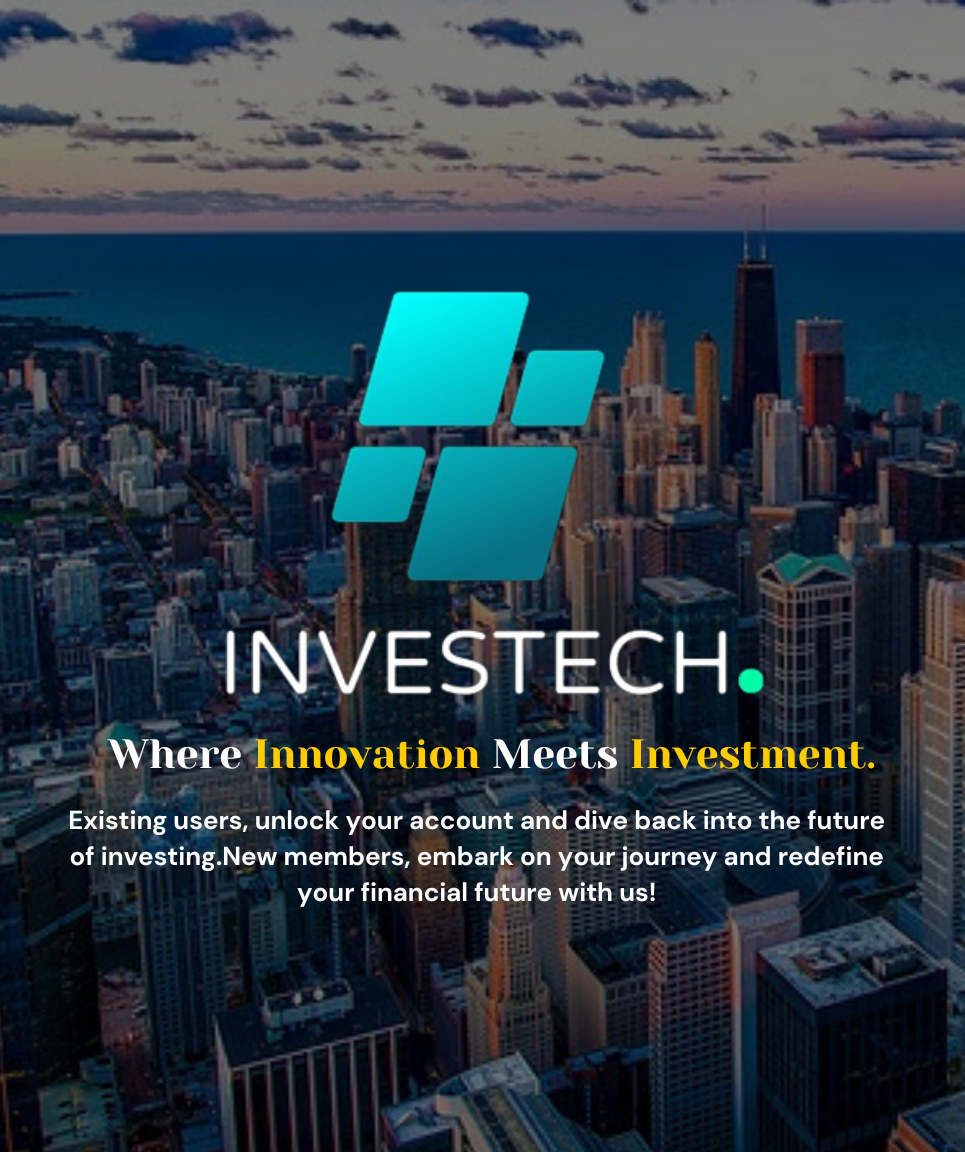 INVESTECH.
Where Innovation Meets Investment.
Existing users, unlock your account and dive back into the future
of investing.New members, embark on your journey and redefine
your financial future with us!